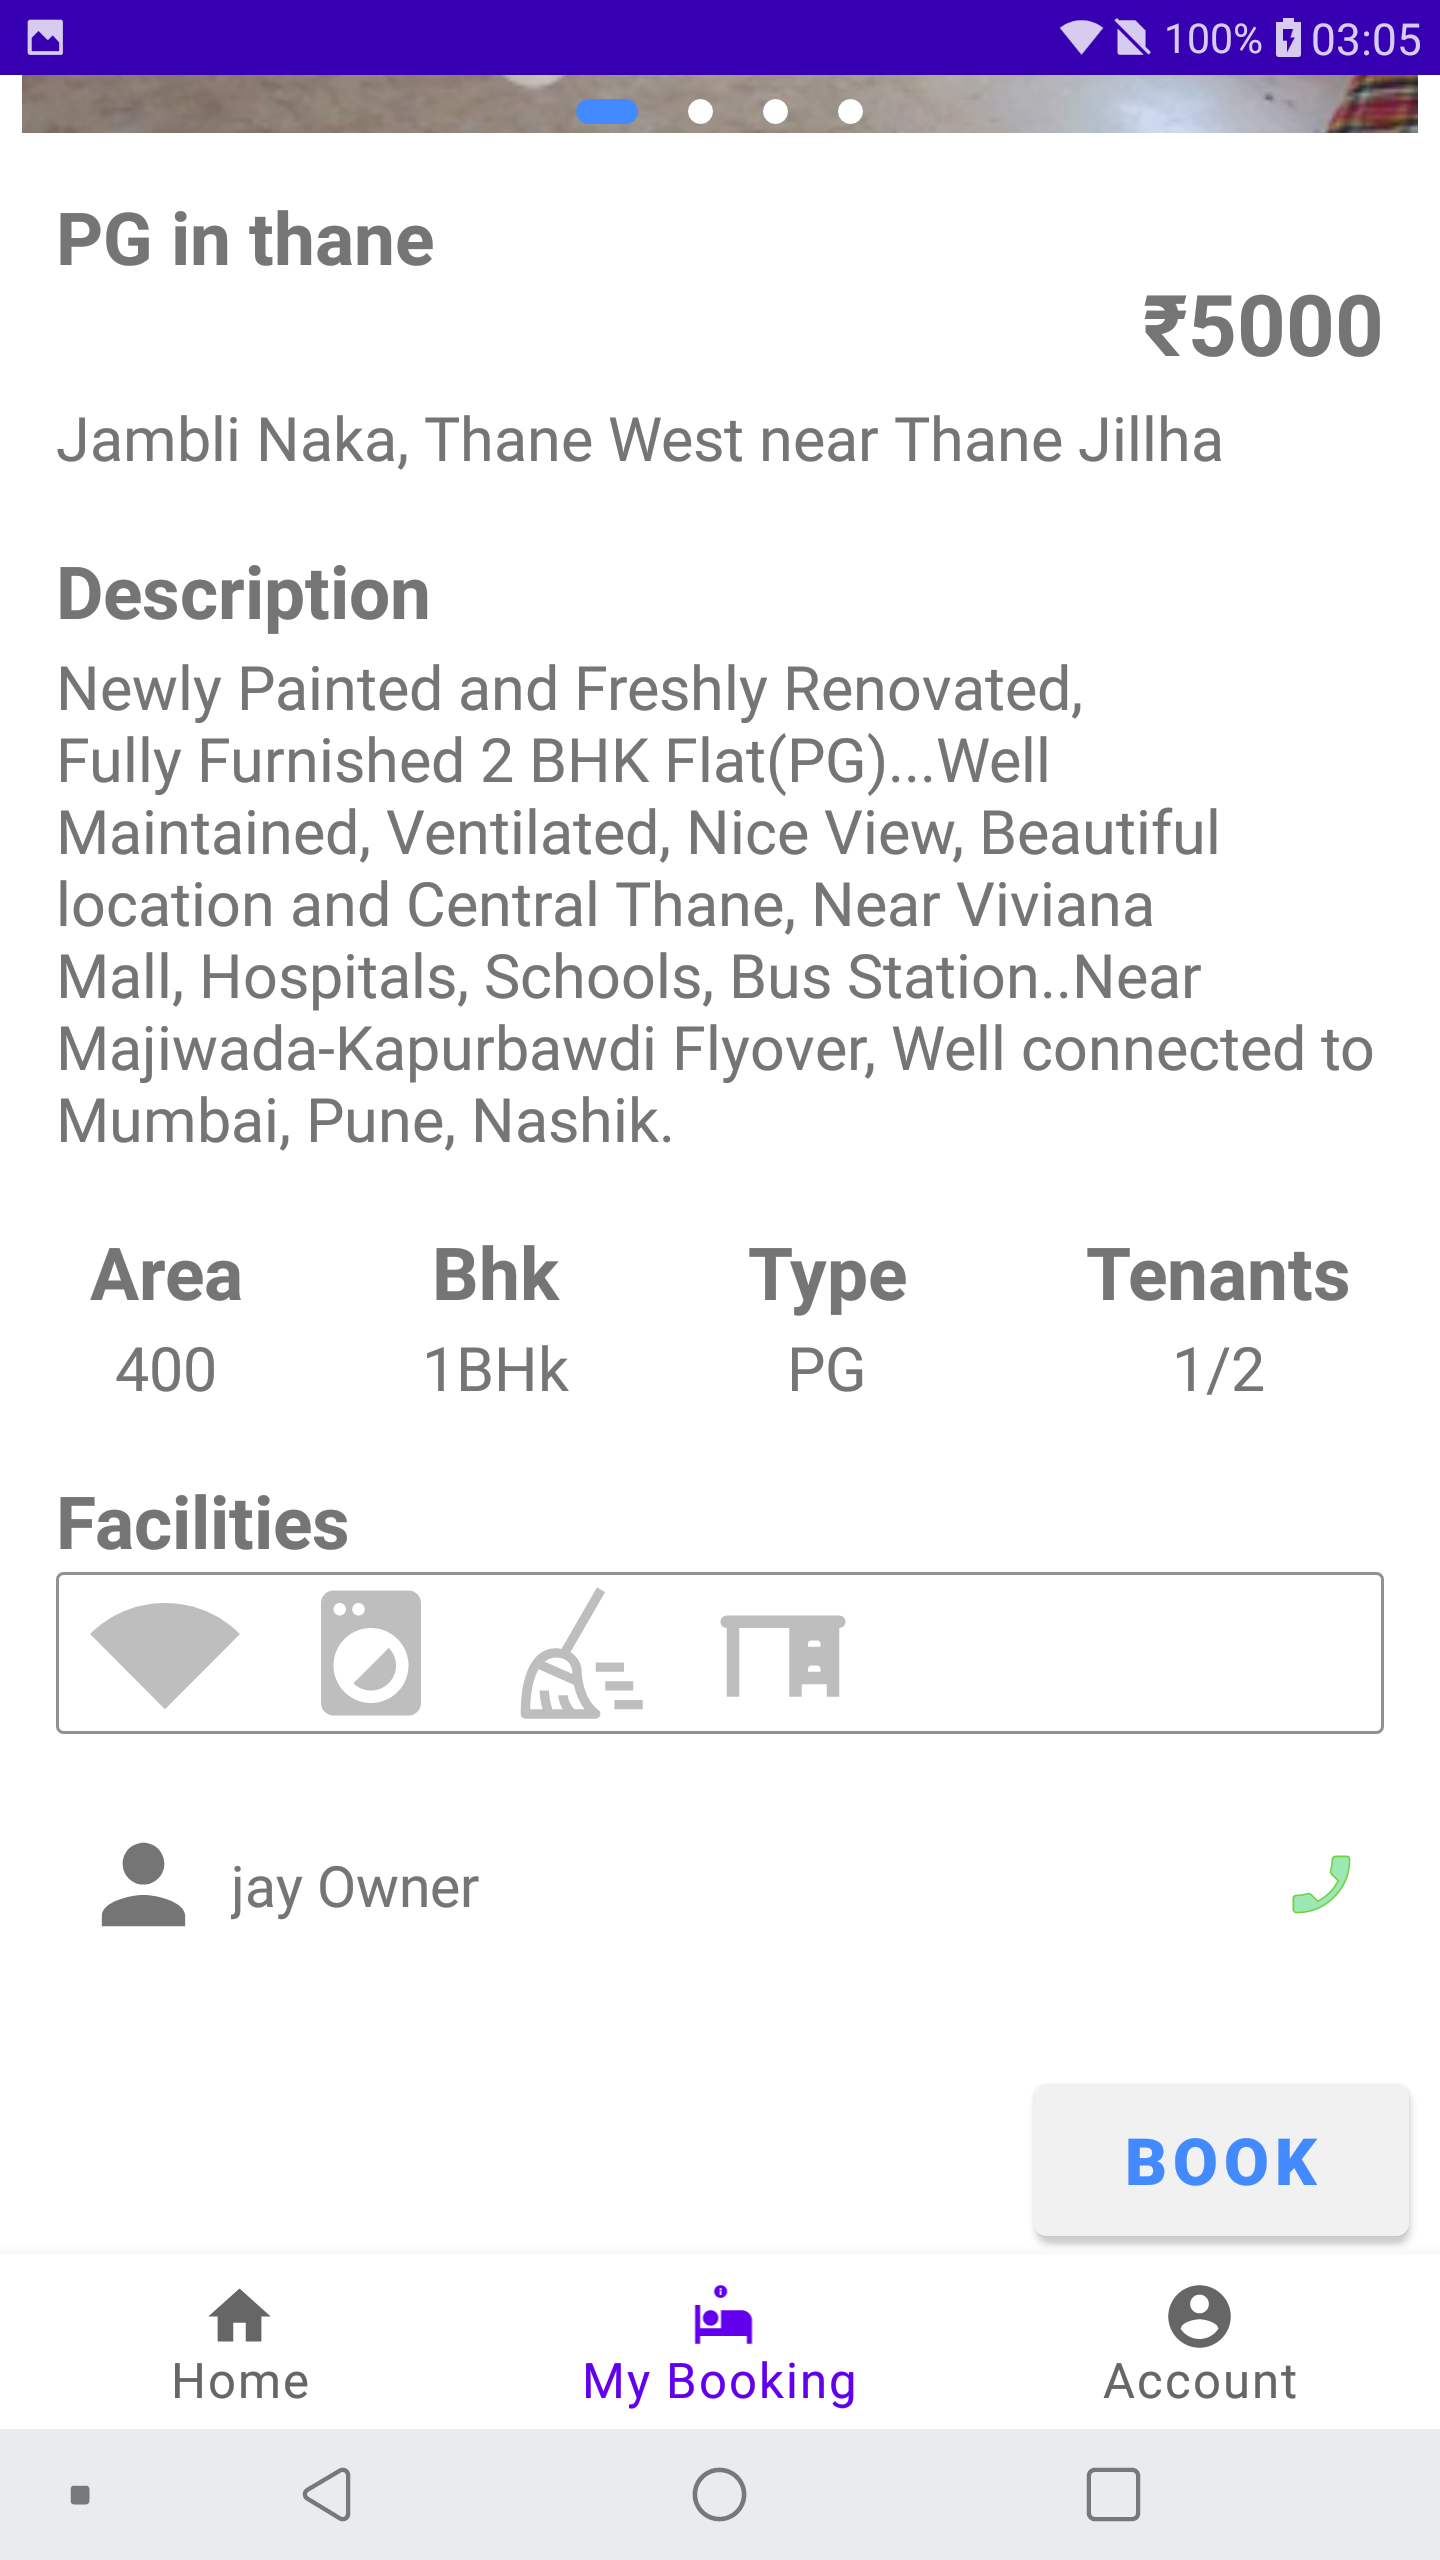 100% 03:05
PG in thane
₹5000
Jambli Naka, Thane West near Thane Jillha
Description
Newly Painted and Freshly Renovated,
Fully Furnished 2 BHK Flat(PG)...Well
Maintained, Ventilated, Nice View, Beautiful
location and Central Thane, Near Viviana
Mall, Hospitals, Schools, Bus Station..Near
Majiwada-Kapurbawdi Flyover, Well connected to
Mumbai, Pune, Nashik.
Area Bhk Type Tenants
400 1BHk PG 1/2
Facilities
jay Owner
BOOK
Home My Booking Account